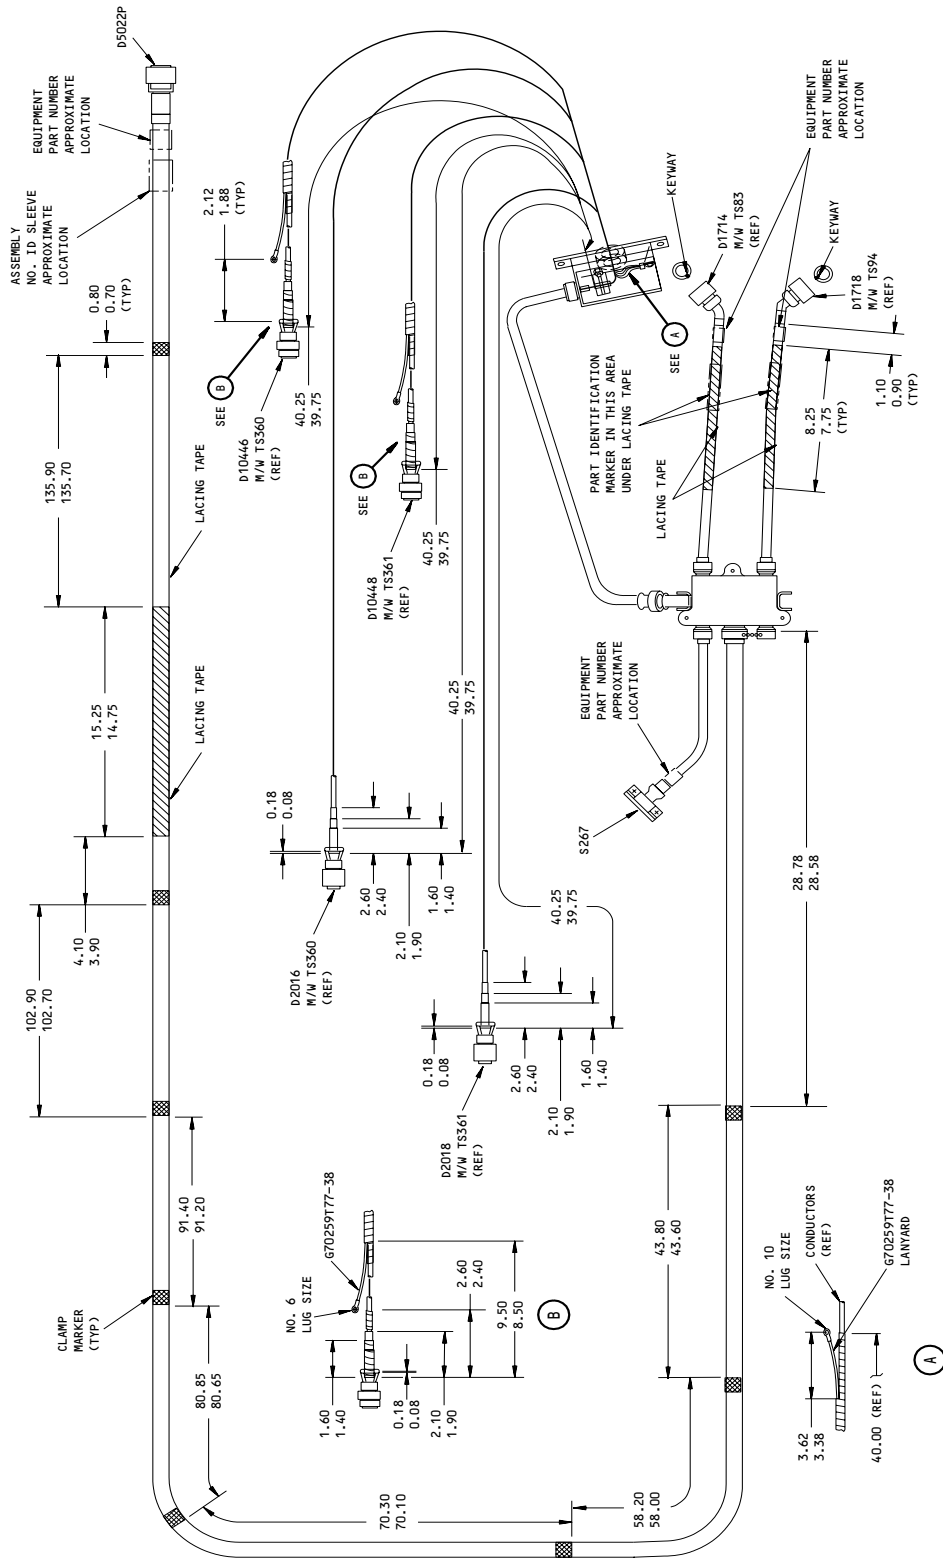 D5022P
EQUIPMENT
PART NUMBER
APPROXIMATE
LOCATION
ASSEMBLY
NO. ID SLEEVE
APPROXIMATE
LOCATION
0.80
0.70
(TYP)
135.90
135.70
LACING TAPE
15.25
14.75
LACING TAPE
4.10
3.90
102.90
102.70
91.40
91.20
CLAMP
MARKER
(TYP)
80.85
80.65
70.30
70.10
58.20
58.00
43.80
43.60
28.78
28.58
2.12
1.88
(TYP)
SEE
B
40.25
39.75
D10446
M/W TS360
(REF)
SEE
B
40.25
39.75
D10448
M/W TS361
(REF)
40.25
39.75
0.18
0.08
2.60
2.40
2.10
1.90
1.60
1.40
D2016
M/W TS360
(REF)
40.25
39.75
0.18
0.08
2.60
2.40
2.10
1.90
1.60
1.40
D2018
M/W TS361
(REF)
EQUIPMENT
PART NUMBER
APPROXIMATE
LOCATION
KEYWAY
D1714
M/W TS83
(REF)
KEYWAY
D1718
M/W TS94
(REF)
A
SEE
PART IDENTIFICATION
MARKER IN THIS AREA
UNDER LACING TAPE
LACING TAPE
1.10
0.90
(TYP)
8.25
7.75
(TYP)
EQUIPMENT
PART NUMBER
APPROXIMATE
LOCATION
S267
G70259T77-38
NO. 6
LUG SIZE
1.60
1.40
0.18
0.08
2.10
1.90
2.60
2.40
9.50
8.50
B
NO. 10
LUG SIZE
CONDUCTORS
(REF)
G70259T77-38
LANYARD
3.62
3.38
40.00 (REF)
A